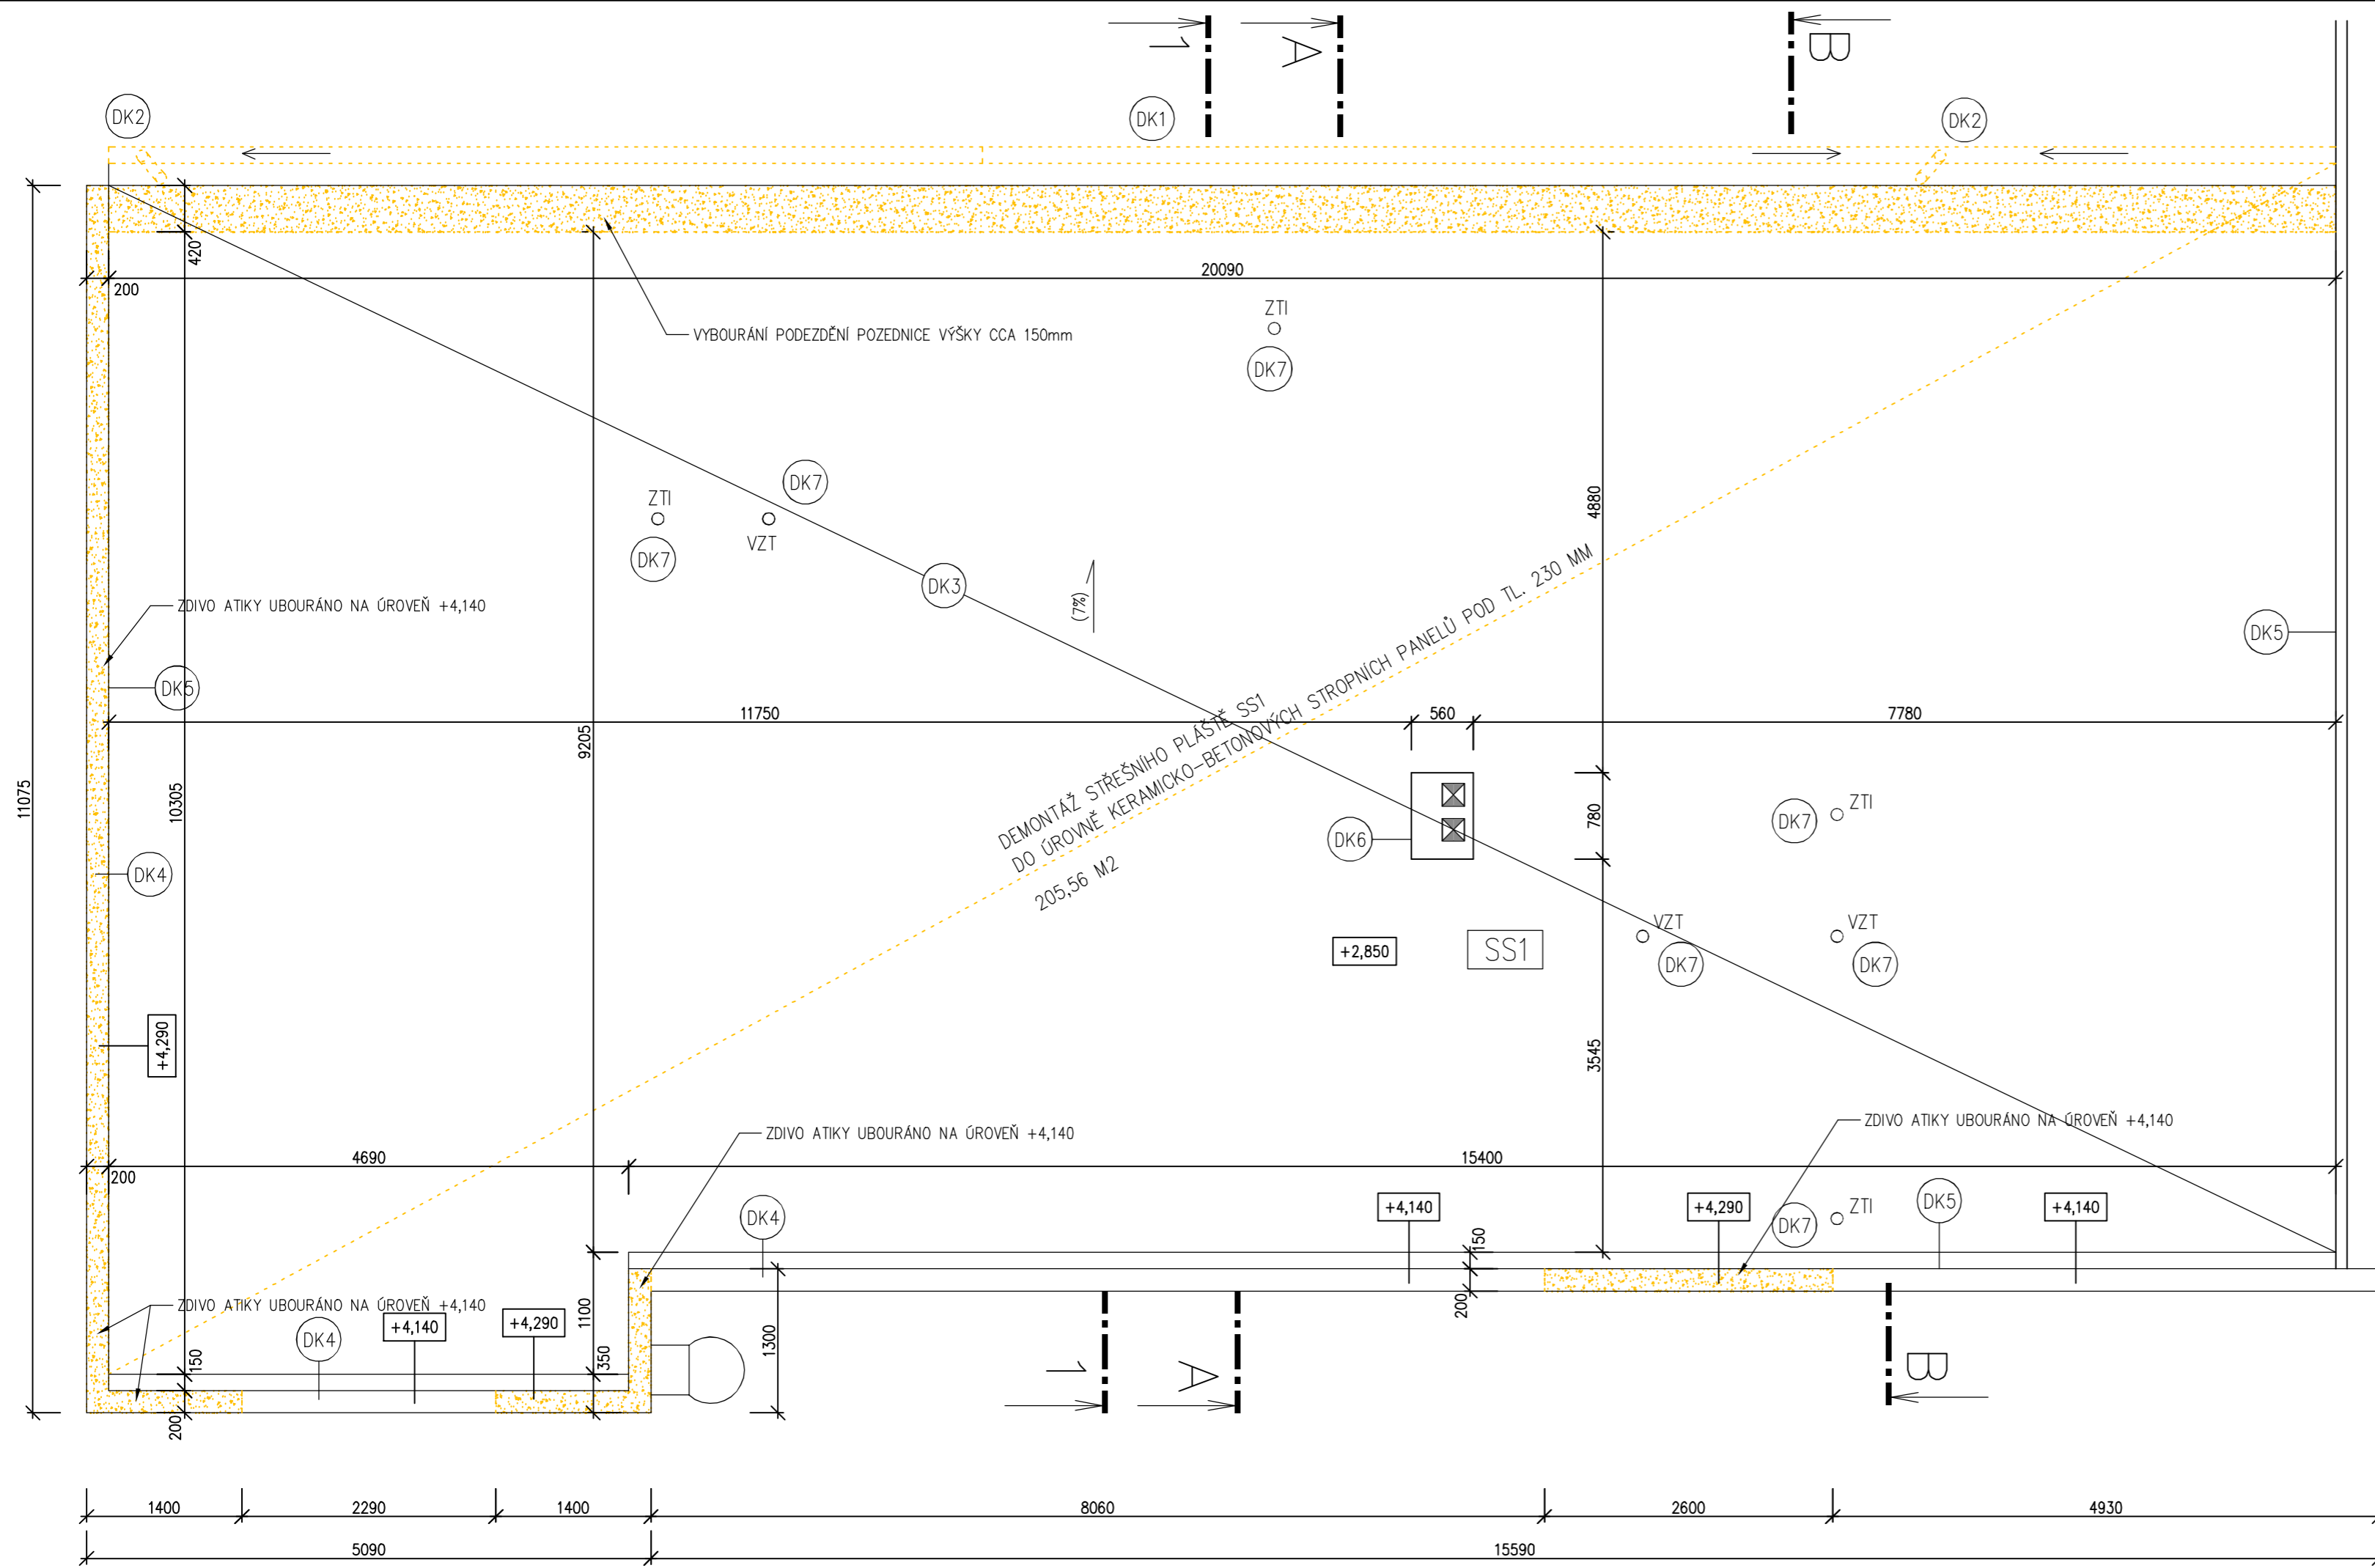 1
A
B
DK2
DK1
DK2
420
200
20090
VYBOURÁNÍ PODEZDĚNÍ POZEDNICE VÝŠKY CCA 150mm
ZTI
DK7
DK7
ZTI
VZT
DK7
4880
DK3
(7%)
ZDIVO ATIKY UBOURÁNO NA ÚROVEŇ +4,140
DK5
DK5
11750
560
7780
9205
11075
10305
DEMONTÁŽ STŘEŠNÍHO PLÁŠTĚ SS1
DO ÚROVNĚ KERAMICKO-BETONOVÝCH STROPNÍCH PANELŮ POD TL. 230 MM
205,56 M2
780
DK6
DK7
ZTI
DK4
+2,850
SS1
VZT
DK7
VZT
DK7
+4,290
3545
ZDIVO ATIKY UBOURÁNO NA ÚROVEŇ +4,140
ZDIVO ATIKY UBOURÁNO NA ÚROVEŇ +4,140
4690
200
15400
DK4
+4,140
+4,290
DK7
ZTI
DK5
+4,140
150
200
ZDIVO ATIKY UBOURÁNO NA ÚROVEŇ +4,140
DK4
+4,140
+4,290
1100
350
1300
150
200
1
A
B
1400
2290
1400
8060
2600
4930
5090
15590